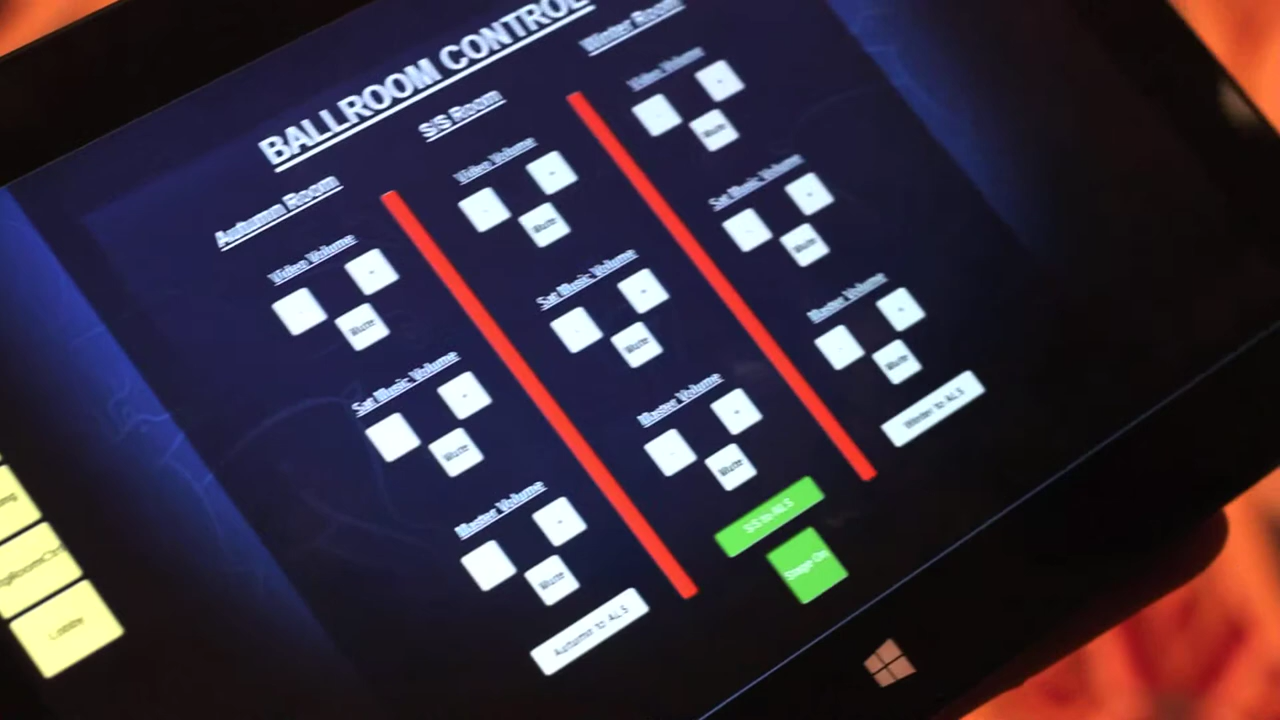 BALLROOM CONTROL
Autumn Room
Video Volume
-
+
Mute
Sat Music Volume
-
+
Mute
Master Volume
-
+
Mute
Autumn to ALS
S/S Room
Video Volume
-
+
Mute
Sat Music Volume
-
+
Mute
Master Volume
-
+
Mute
S/S to ALS
Stage On
Winter Room
Video Volume
-
+
Mute
Sat Music Volume
-
+
Mute
Master Volume
-
+
Mute
Winter to ALS
Lobby